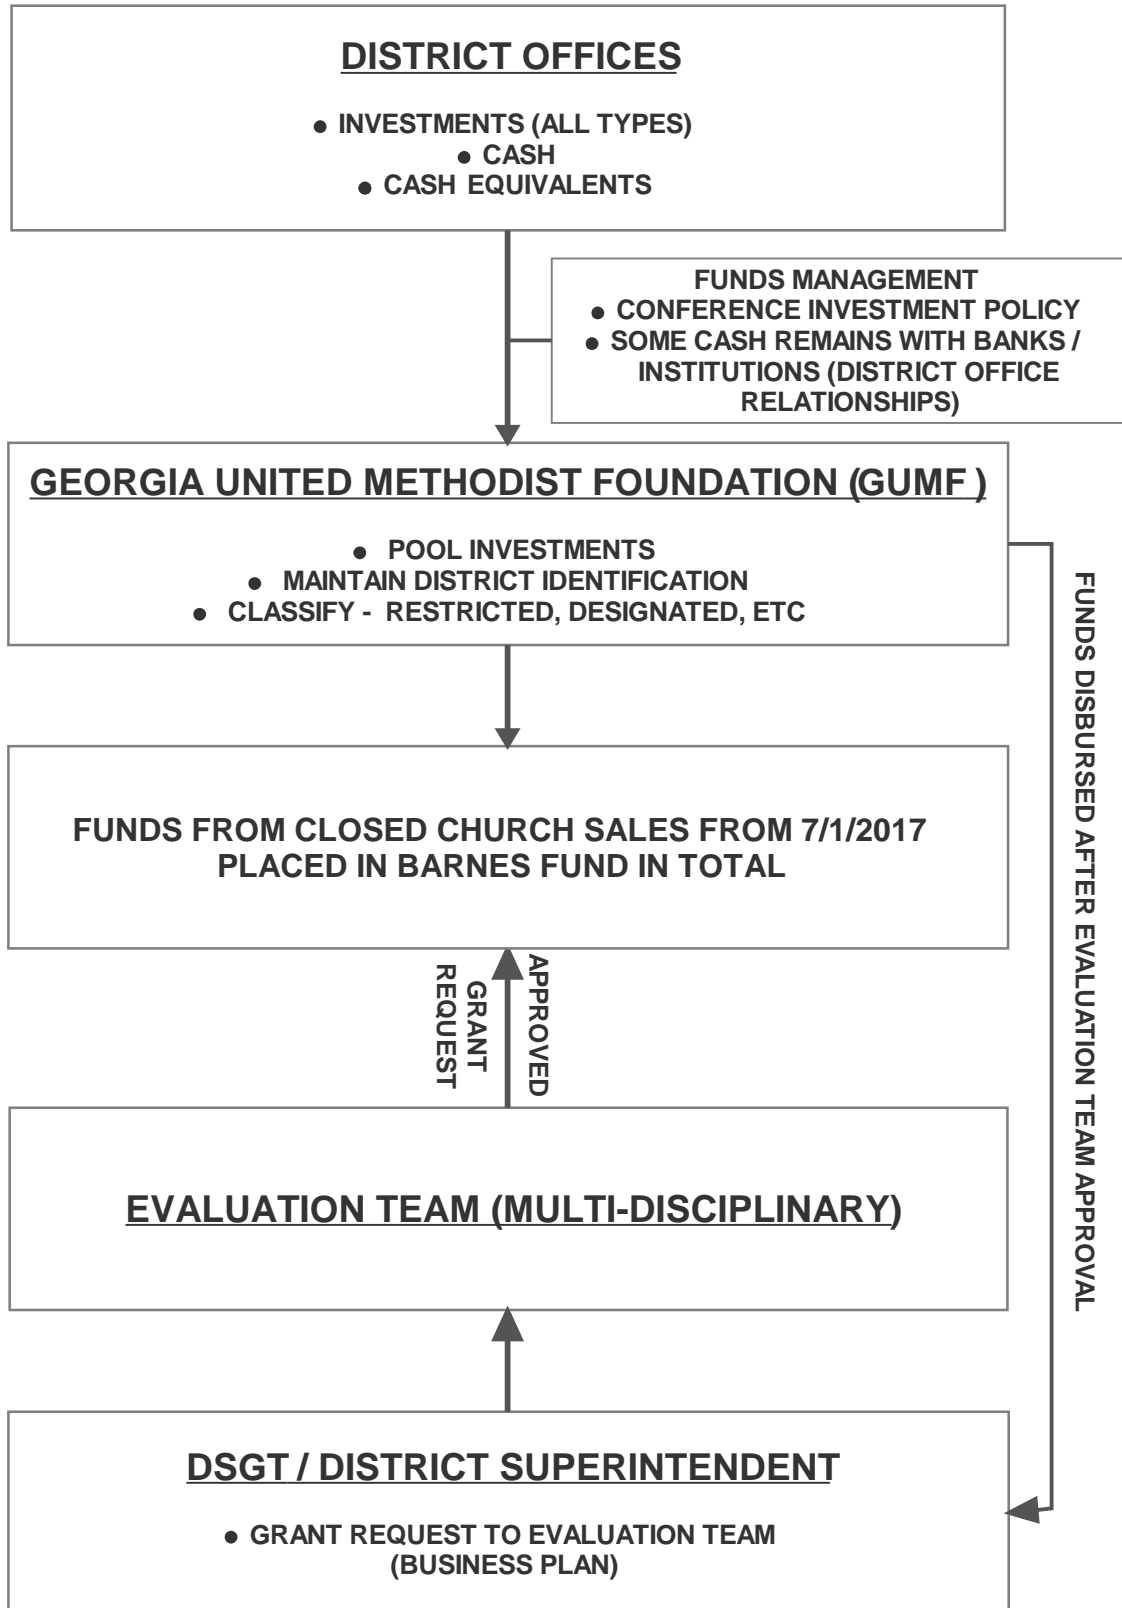 DISTRICT OFFICES
● INVESTMENTS (ALL TYPES)
● CASH
● CASH EQUIVALENTS
FUNDS MANAGEMENT
● CONFERENCE INVESTMENT POLICY
● SOME CASH REMAINS WITH BANKS /
INSTITUTIONS (DISTRICT OFFICE
RELATIONSHIPS)
GEORGIA UNITED METHODIST FOUNDATION (GUMF )
● POOL INVESTMENTS
● MAINTAIN DISTRICT IDENTIFICATION
● CLASSIFY - RESTRICTED, DESIGNATED, ETC
FUNDS DISBURSED AFTER EVALUATION TEAM APPROVAL
FUNDS FROM CLOSED CHURCH SALES FROM 7/1/2017
PLACED IN BARNES FUND IN TOTAL
GRANT
REQUEST
APPROVED
EVALUATION TEAM (MULTI-DISCIPLINARY)
DSGT / DISTRICT SUPERINTENDENT
● GRANT REQUEST TO EVALUATION TEAM
(BUSINESS PLAN)